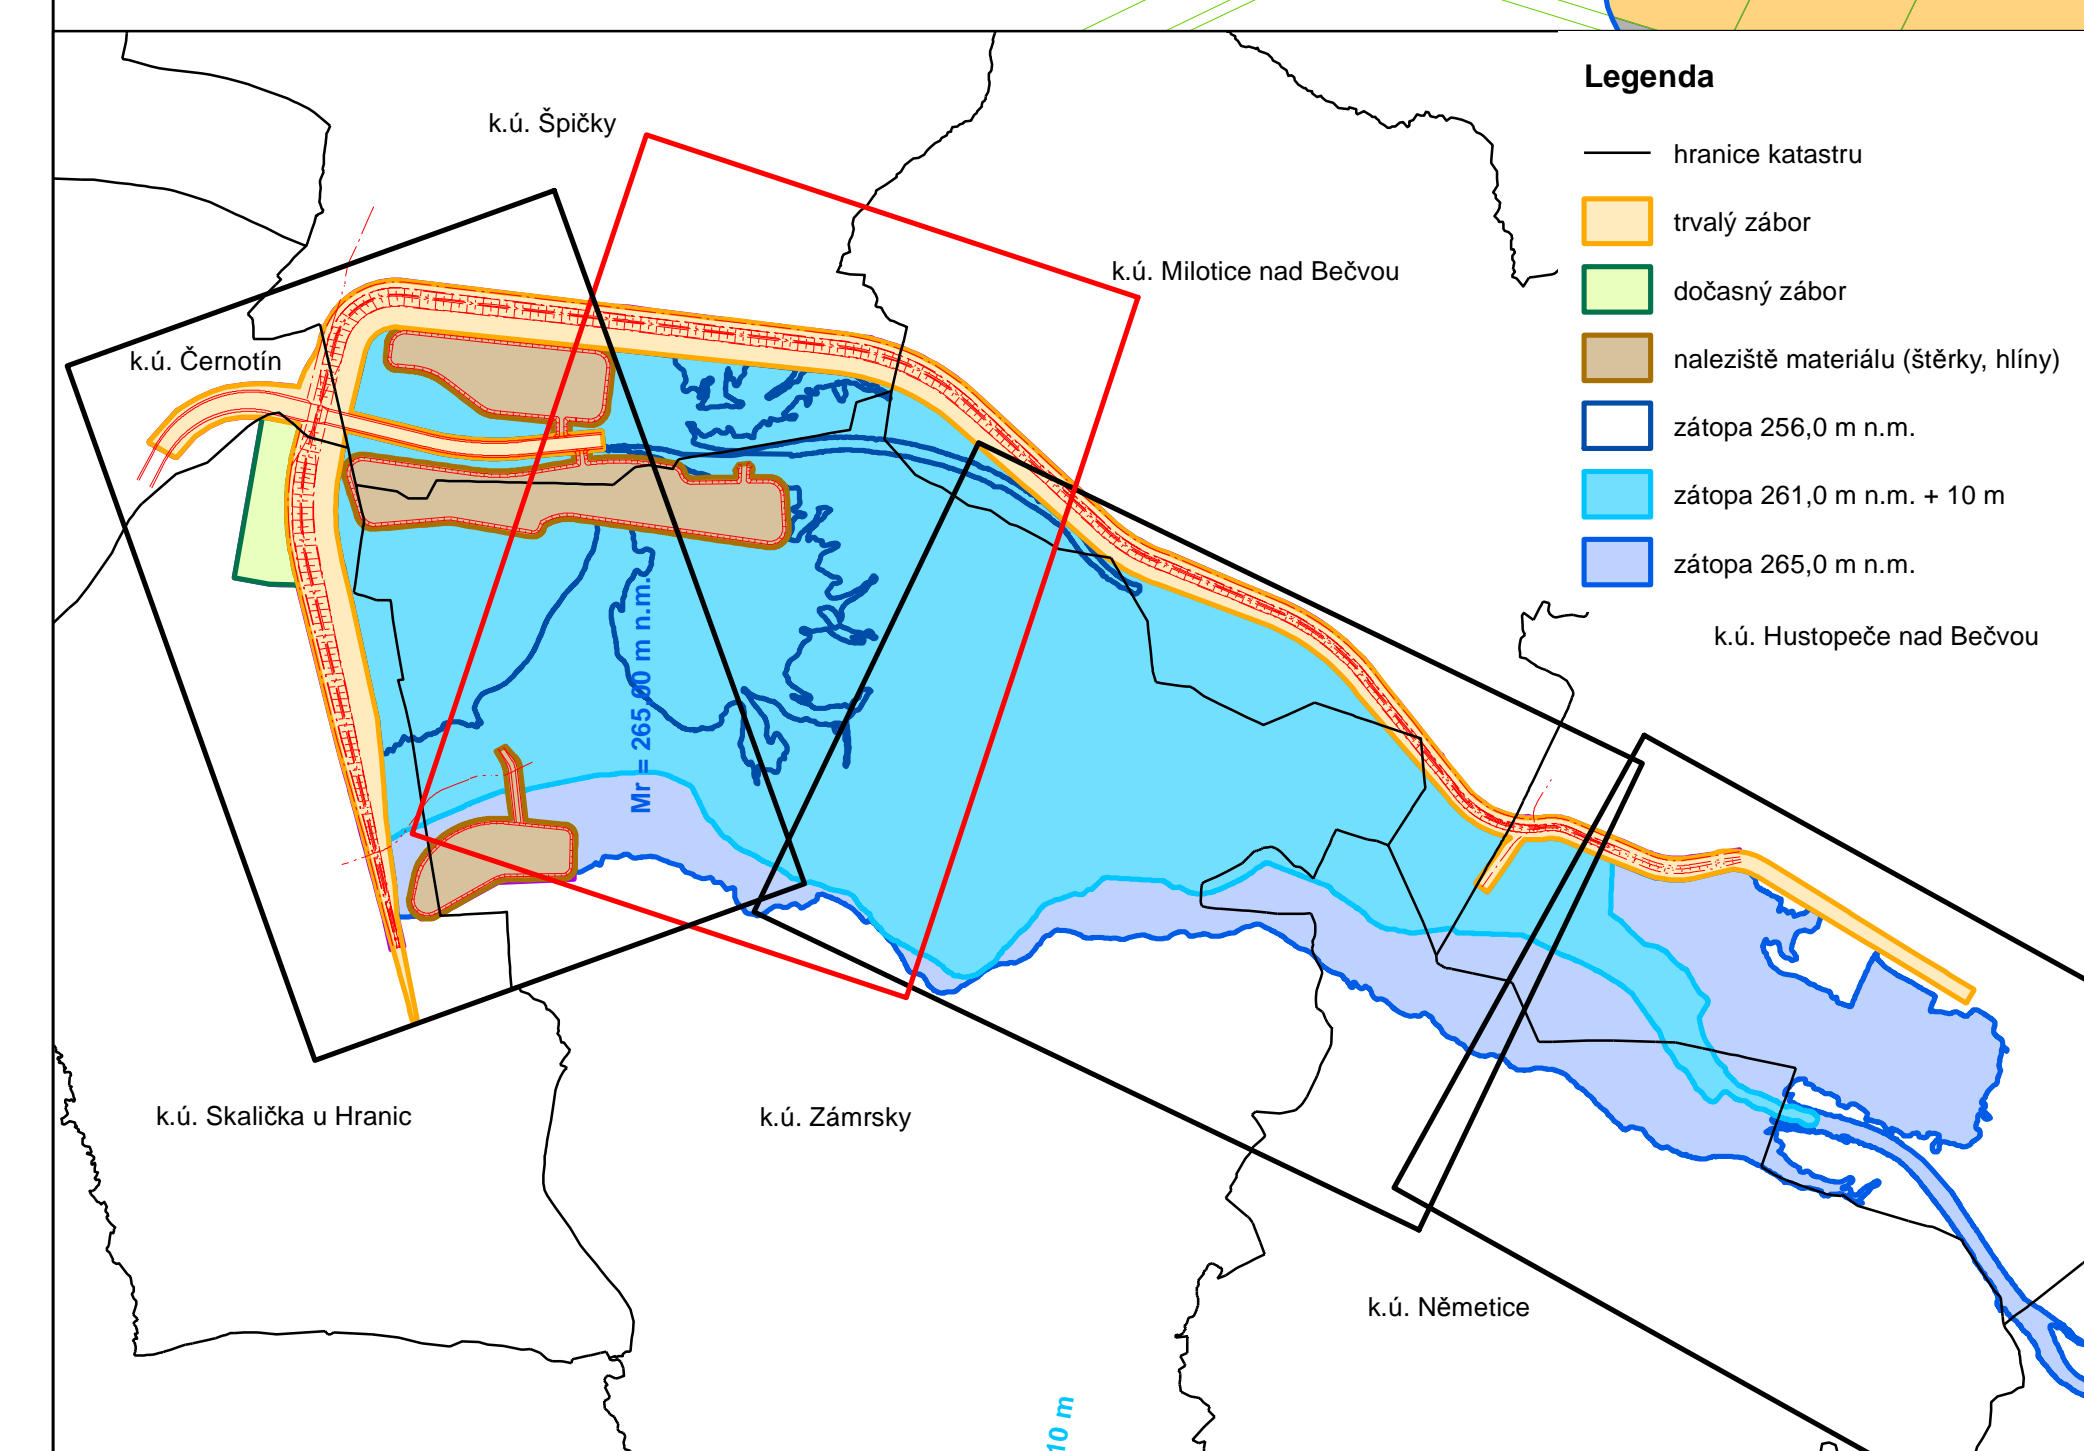 Legenda
hranice katastru
trvalý zábor
dočasný zábor
naleziště materiálu (štěrky, hlíny)
zátopa 256,0 m n.m.
zátopa 261,0 m n.m. + 10 m
zátopa 265,0 m n.m.
k.ú. Špičky
k.ú. Milotice nad Bečvou
k.ú. Černotín
k.ú. Hustopeče nad Bečvou
Mr = 265,00 m n.m.
k.ú. Skalička u Hranic
k.ú. Zámrsky
k.ú. Němetice
10 m